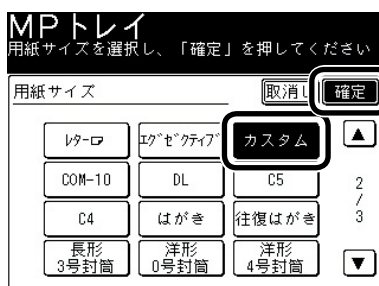 MPトレイ
用紙サイズを選択し、「確定」を押してください
用紙サイズ 取消し 確定
レター エグゼクティブ カスタム
COM-10 DL C5
C4 はがき 往復はがき
長形 洋形 洋形
3号封筒 0号封筒 4号封筒
▲
2
/
3
▼